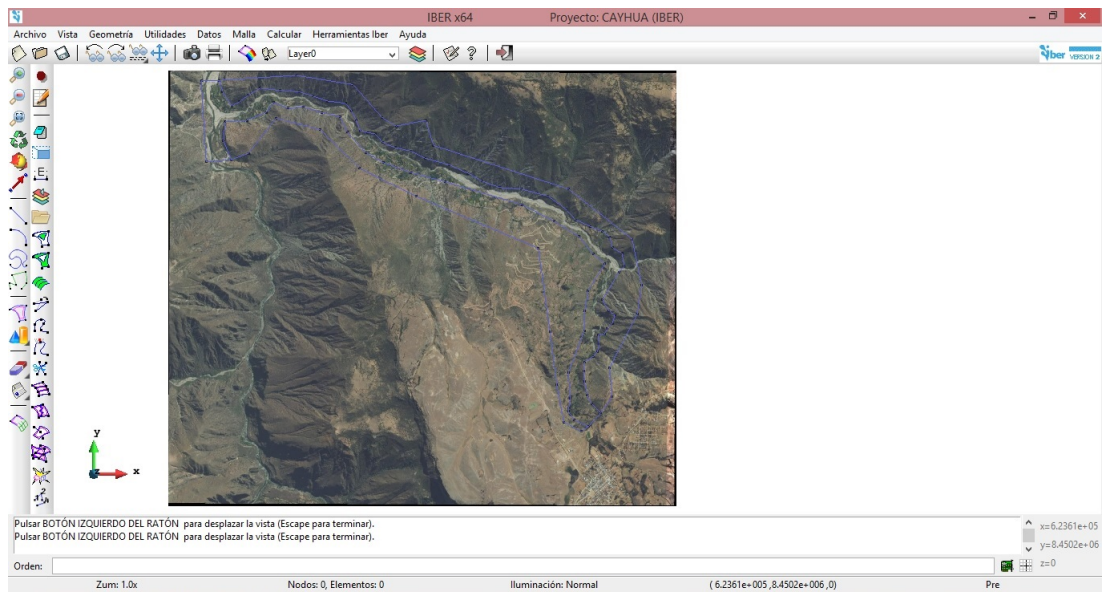 IBER x64 Proyecto: CAYHUA (IBER)
Archivo Vista Geometría Utilidades Datos Malla Calcular Herramientas Iber Ayuda
Layer0
iber VERSION 2
E
y
x
Pulsar BOTÓN IZQUIERDO DEL RATÓN para desplazar la vista (Escape para terminar).
Pulsar BOTÓN IZQUIERDO DEL RATÓN para desplazar la vista (Escape para terminar).
x=6.2361e+05
y=8.4502e+06
z=0
Orden:
Zum: 1.0x Nodos: 0, Elementos: 0 Iluminación: Normal ( 6.2361e+005 ,8.4502e+006 ,0) Pre